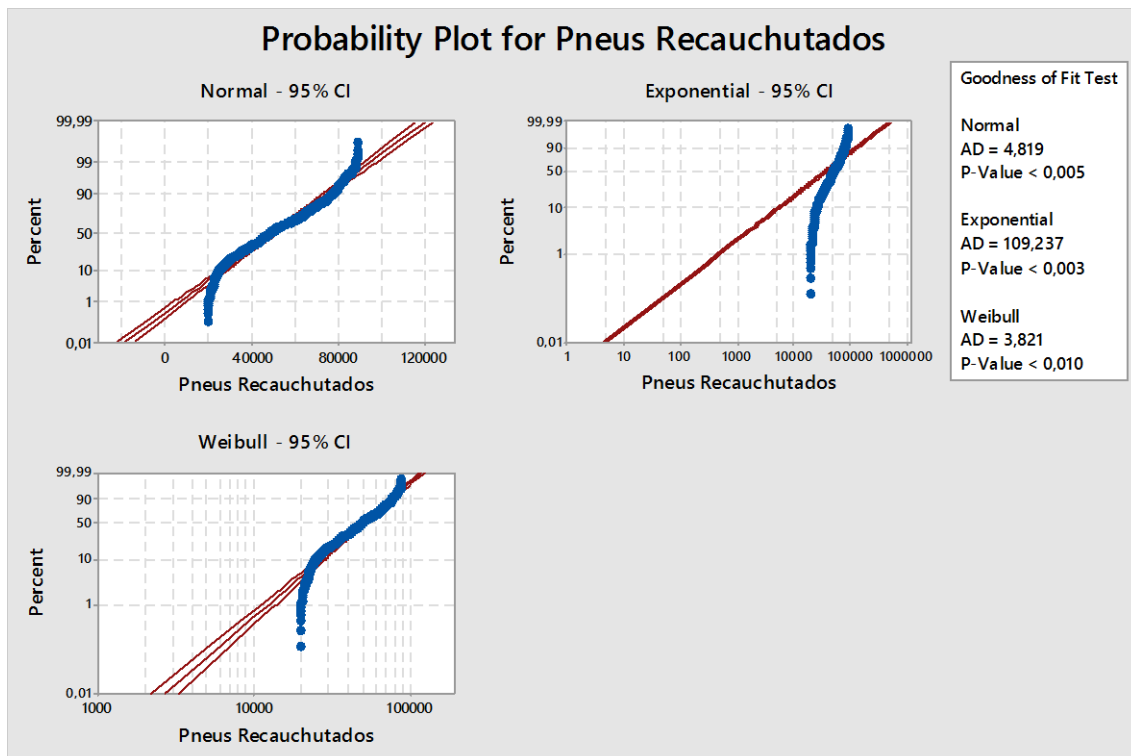 Probability Plot for Pneus Recauchutados
Normal - 95% CI
99,99
99
90
50
10
1
0,01
Percent
0 40000 80000 120000
Pneus Recauchutados
Exponential - 95% CI
99,99
90
50
10
1
0,01
Percent
1 10 100 1000 10000 100000 1000000
Pneus Recauchutados
Goodness of Fit Test
Normal
AD = 4,819
P-Value < 0,005
Exponential
AD = 109,237
P-Value < 0,003
Weibull
AD = 3,821
P-Value < 0,010
Weibull - 95% CI
99,99
90
50
10
1
0,01
Percent
1000 10000 100000
Pneus Recauchutados